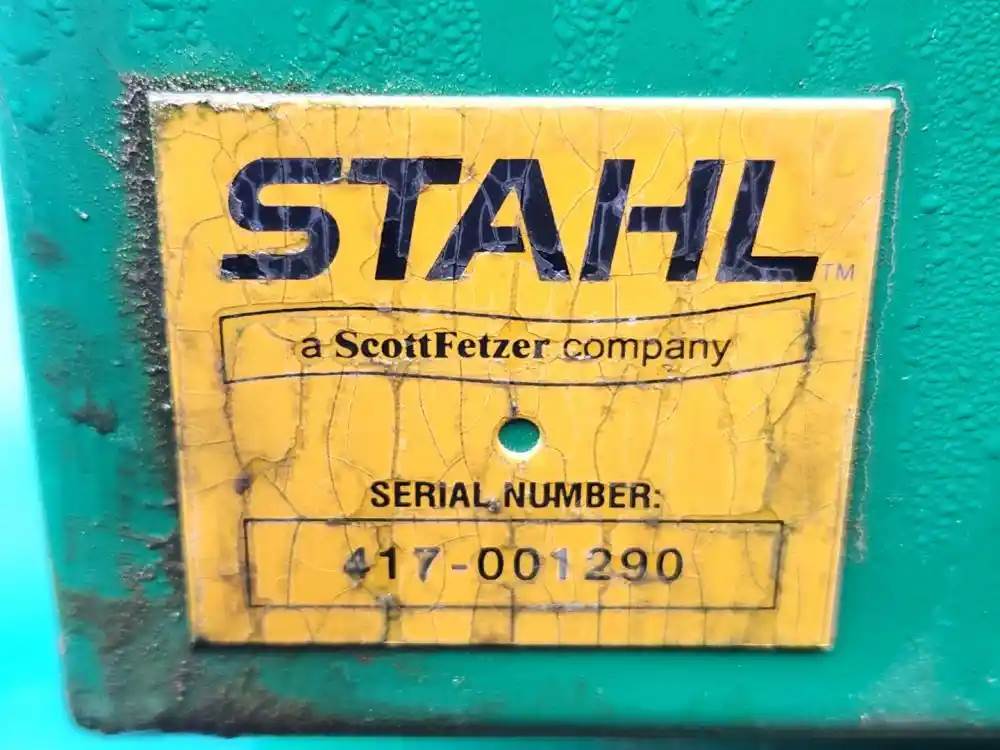 STAHL™
a ScottFetzer company
SERIAL NUMBER:
417-001290